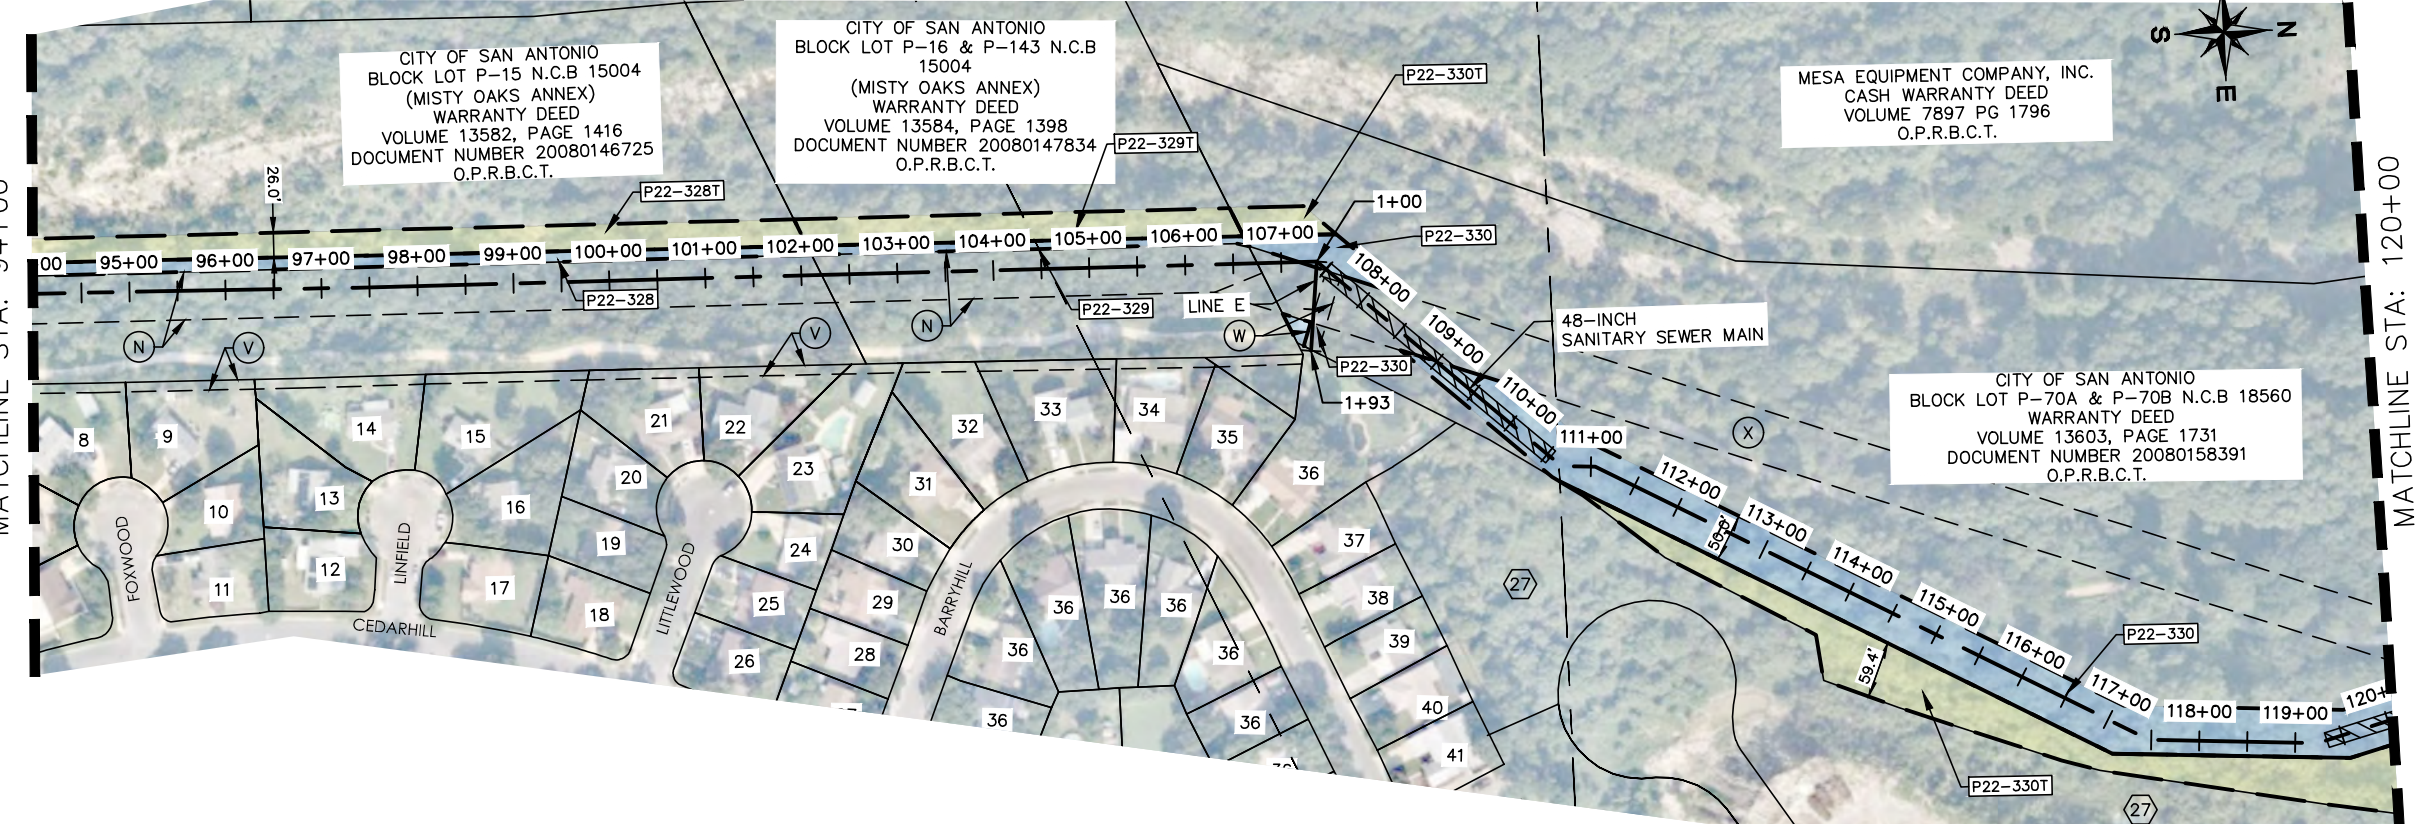 CITY OF SAN ANTONIO
BLOCK LOT P-15 N.C.B 15004
(MISTY OAKS ANNEX)
WARRANTY DEED
VOLUME 13582, PAGE 1416
DOCUMENT NUMBER 20080146725
O.P.R.B.C.T.
CITY OF SAN ANTONIO
BLOCK LOT P-16 & P-143 N.C.B
15004
(MISTY OAKS ANNEX)
WARRANTY DEED
VOLUME 13584, PAGE 1398
DOCUMENT NUMBER 20080147834
O.P.R.B.C.T.
MESA EQUIPMENT COMPANY, INC.
CASH WARRANTY DEED
VOLUME 7897 PG 1796
O.P.R.B.C.T.
S
N
E
P22-330T
P22-329T
P22-328T
26.0'
1+00
P22-330
00
95+00
96+00
97+00
98+00
99+00
100+00
101+00
102+00
103+00
104+00
105+00
106+00
107+00
108+00
109+00
110+00
111+00
112+00
113+00
114+00
115+00
116+00
117+00
118+00
119+00
120+
P22-328
P22-329
LINE E
N
V
V
N
W
P22-330
1+93
48-INCH
SANITARY SEWER MAIN
X
CITY OF SAN ANTONIO
BLOCK LOT P-70A & P-70B N.C.B 18560
WARRANTY DEED
VOLUME 13603, PAGE 1731
DOCUMENT NUMBER 20080158391
O.P.R.B.C.T.
MATCHLINE STA: 120+00
8
9
10
11
12
13
14
15
16
17
18
19
20
21
22
23
24
25
26
28
29
30
31
32
33
34
35
36
37
38
39
40
41
36
36
36
36
36
36
36
FOXWOOD
LINFIELD
LITTLEWOOD
BARRYHILL
CEDARHILL
27
59.4'
P22-330
P22-330T
27